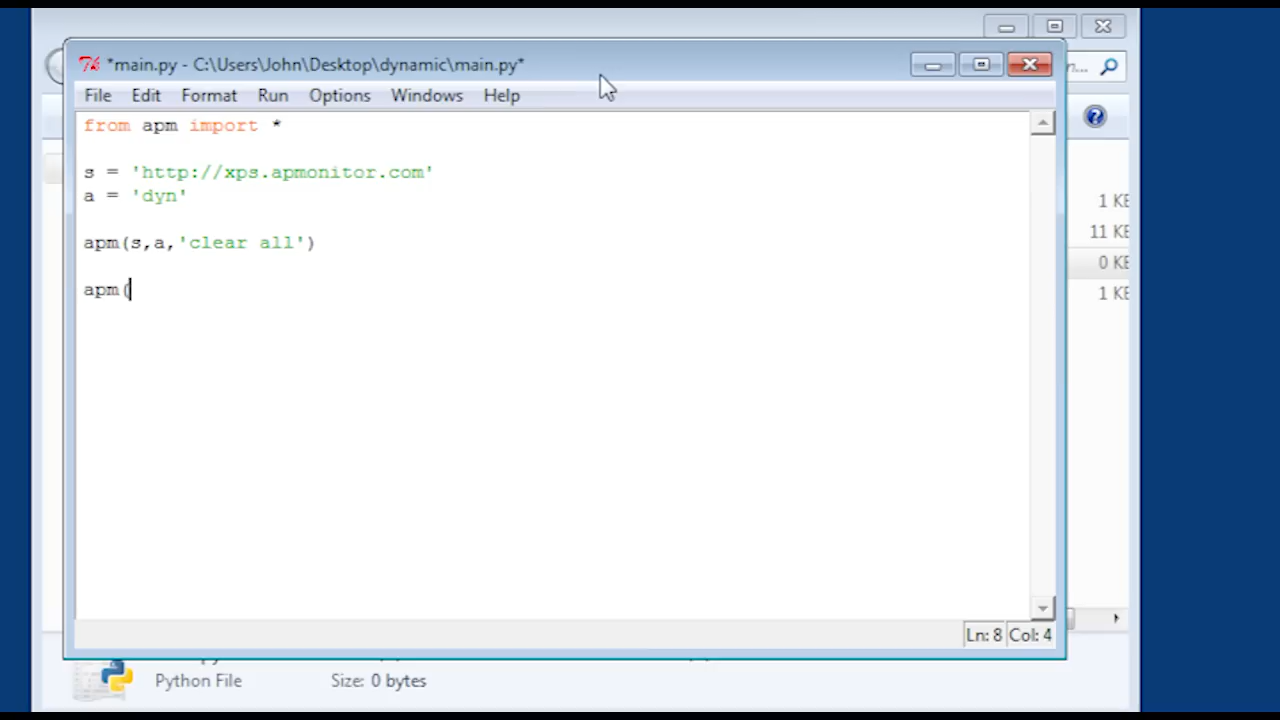 *main.py - C:\Users\John\Desktop\dynamic\main.py*
n...
File Edit Format Run Options Windows Help
from apm import *
s = 'http://xps.apmonitor.com'
a = 'dyn'
apm(s,a,'clear all')
apm(
1 KB
11 KB
0 KB
1 KB
Ln: 8 Col: 4
Python File Size: 0 bytes